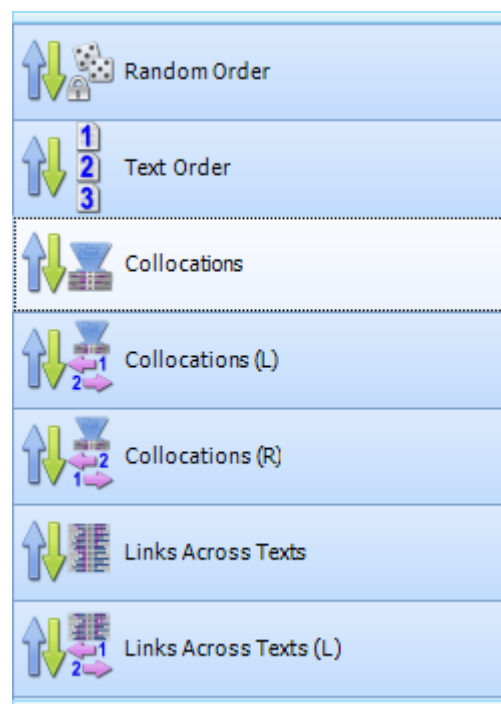 Random Order
1
2
3
Text Order
Collocations
1
2
Collocations (L)
2
1
Collocations (R)
Links Across Texts
1
2
Links Across Texts (L)